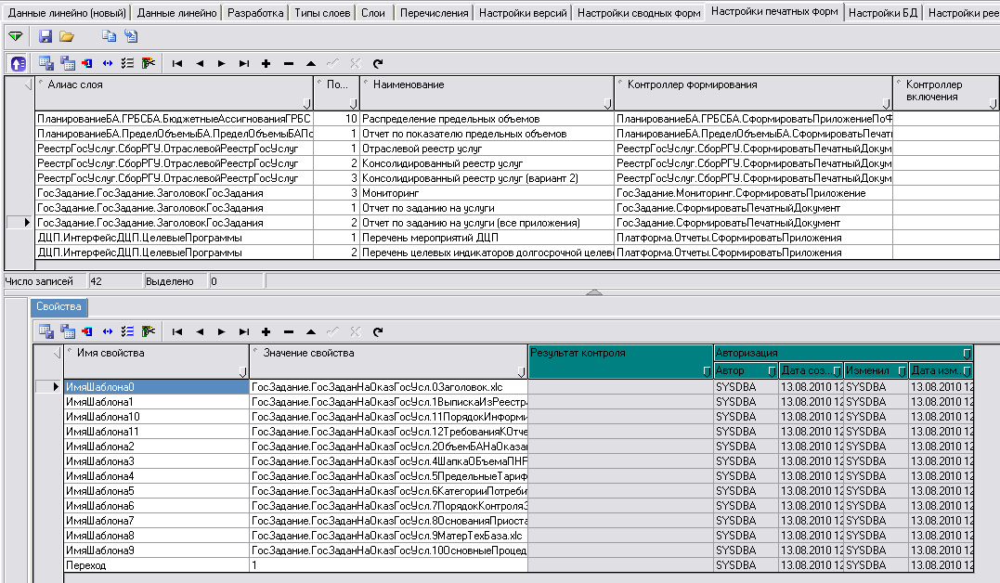 Данные линейно (новый) Данные линейно Разработка Типы слоев Слои Перечисления Настройки версий Настройки сводных форм Настройки печатных форм Настройки БД Настройки рее
Алиас слоя По... Наименование Контроллер формирования Контроллер включения
ПланированиеБА.ГРБСБА.БюджетныеАссигнованияГРБС 10 Распределение предельных объемов ПланированиеБА.ГРБСБА.СформироватьПриложениеПоФ
ПланированиеБА.ПределОбъемыБА.ПределОбъемыБАПо 1 Отчет по показателю предельных объемов ПланированиеБА.ПределОбъемыБА.СформироватьПечат
РеестрГосУслуг.СборРГУ.ОтраслевойРеестрГосУслуг 1 Отраслевой реестр услуг РеестрГосУслуг.СборРГУ.СформироватьПечатныйДокум
РеестрГосУслуг.СборРГУ.ОтраслевойРеестрГосУслуг 2 Консолидированный реестр услуг РеестрГосУслуг.СборРГУ.СформироватьПечатныйДокум
РеестрГосУслуг.СборРГУ.ОтраслевойРеестрГосУслуг 3 Консолидированный реестр услуг (вариант 2) РеестрГосУслуг.СборРГУ.СформироватьПечатныйДокум
ГосЗадание.ГосЗадание.ЗаголовокГосЗадания 3 Мониторинг ГосЗадание.Мониторинг.СформироватьПриложение
ГосЗадание.ГосЗадание.ЗаголовокГосЗадания 1 Отчет по заданию на услуги ГосЗадание.СформироватьПечатныйДокумент
ГосЗадание.ГосЗадание.ЗаголовокГосЗадания 2 Отчет по заданию на услуги (все приложения) ГосЗадание.СформироватьПечатныйДокумент
ДЦП.ИнтерфейсДЦП.ЦелевыеПрограммы 1 Перечень мероприятий ДЦП Платформа.Отчеты.СформироватьПриложения
ДЦП.ИнтерфейсДЦП.ЦелевыеПрограммы 2 Перечень целевых индикаторов долгосрочной целев Платформа.Отчеты.СформироватьПриложения
Число записей 42 Выделено 0
Свойства
Имя свойства Значение свойства Результат контроля Авторизация
Автор Дата соз... Изменил Дата изм...
ИмяШаблона0 ГосЗадание.ГосЗаданНаОказГосУсл.0Заголовок.xlc SYSDBA 13.08.2010 12 SYSDBA 13.08.2010 12
ИмяШаблона1 ГосЗадание.ГосЗаданНаОказГосУсл.1ВыпискаИзРеестр SYSDBA 13.08.2010 12 SYSDBA 13.08.2010 12
ИмяШаблона10 ГосЗадание.ГосЗаданНаОказГосУсл.11ПорядокИнформи SYSDBA 13.08.2010 12 SYSDBA 13.08.2010 12
ИмяШаблона11 ГосЗадание.ГосЗаданНаОказГосУсл.12ТребованияКОтче SYSDBA 13.08.2010 12 SYSDBA 13.08.2010 12
ИмяШаблона2 ГосЗадание.ГосЗаданНаОказГосУсл.2ОбъемБАНаОказа SYSDBA 13.08.2010 12 SYSDBA 13.08.2010 12
ИмяШаблона3 ГосЗадание.ГосЗаданНаОказГосУсл.4ШапкаОБъемаПНР SYSDBA 13.08.2010 12 SYSDBA 13.08.2010 12
ИмяШаблона4 ГосЗадание.ГосЗаданНаОказГосУсл.5ПредельныеТариф SYSDBA 13.08.2010 12 SYSDBA 13.08.2010 12
ИмяШаблона5 ГосЗадание.ГосЗаданНаОказГосУсл.6КатегорииПотреби SYSDBA 13.08.2010 12 SYSDBA 13.08.2010 12
ИмяШаблона6 ГосЗадание.ГосЗаданНаОказГосУсл.7ПорядокКонтроляЗ SYSDBA 13.08.2010 12 SYSDBA 13.08.2010 12
ИмяШаблона7 ГосЗадание.ГосЗаданНаОказГосУсл.8ОснованияПриоста SYSDBA 13.08.2010 12 SYSDBA 13.08.2010 12
ИмяШаблона8 ГосЗадание.ГосЗаданНаОказГосУсл.9МатерТехБаза.xlc SYSDBA 13.08.2010 12 SYSDBA 13.08.2010 12
ИмяШаблона9 ГосЗадание.ГосЗаданНаОказГосУсл.10ОсновныеПроцед SYSDBA 13.08.2010 12 SYSDBA 13.08.2010 12
Переход 1 SYSDBA 13.08.2010 12 SYSDBA 13.08.2010 12